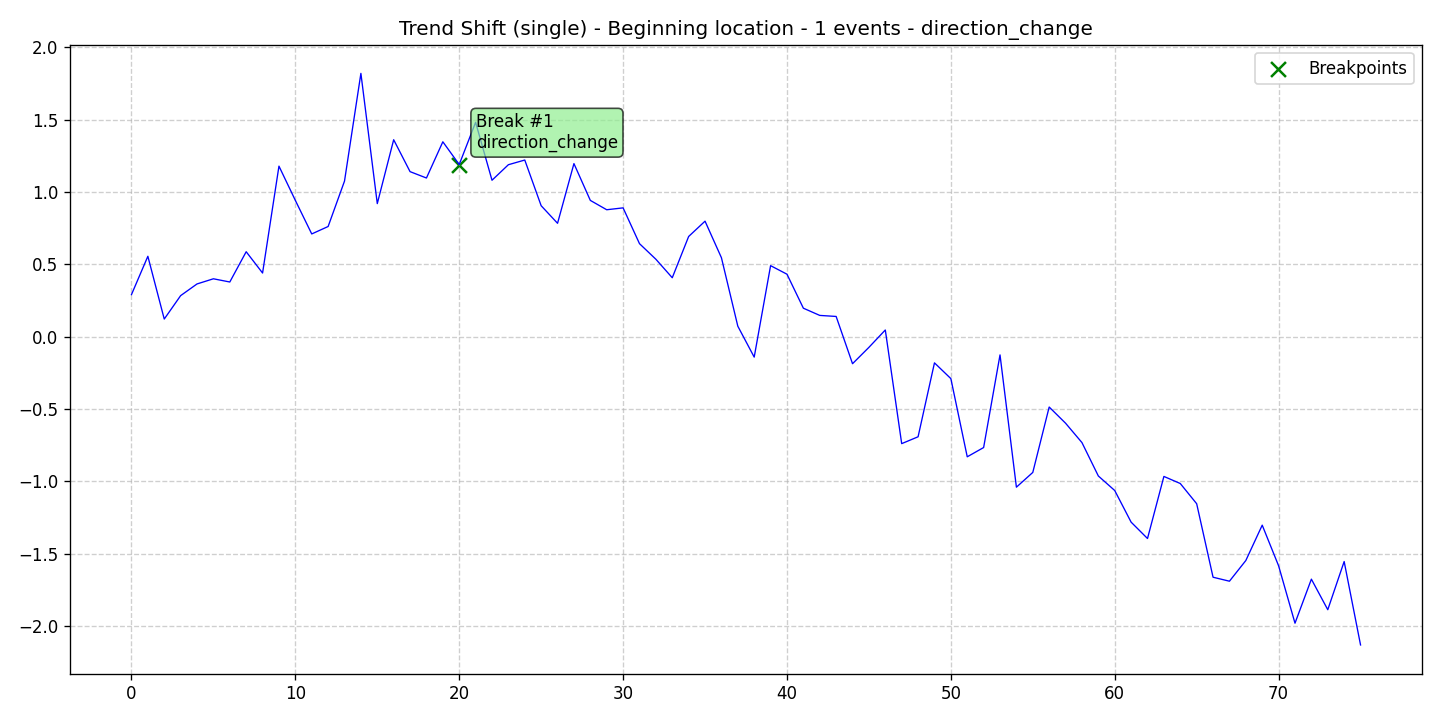 Trend Shift (single) - Beginning location - 1 events - direction_change
2.0
1.5
1.0
0.5
0.0
−0.5
−1.0
−1.5
−2.0
Breakpoints
Break #1
direction_change
0 10 20 30 40 50 60 70